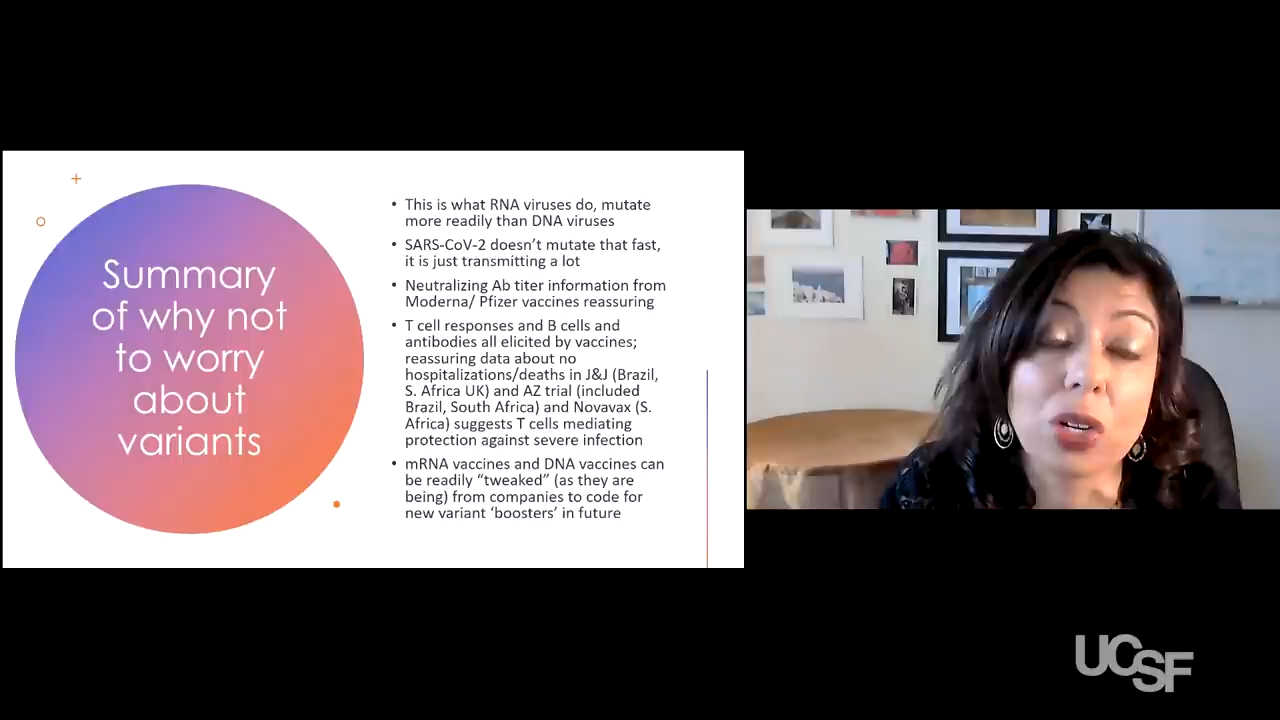 Summary
of why not
to worry
about
variants
• This is what RNA viruses do, mutate
more readily than DNA viruses
• SARS-CoV-2 doesn’t mutate that fast,
it is just transmitting a lot
• Neutralizing Ab titer information from
Moderna/ Pfizer vaccines reassuring
• T cell responses and B cells and
antibodies all elicited by vaccines;
reassuring data about no
hospitalizations/deaths in J&J (Brazil,
S. Africa UK) and AZ trial (included
Brazil, South Africa) and Novavax (S.
Africa) suggests T cells mediating
protection against severe infection
• mRNA vaccines and DNA vaccines can
be readily “tweaked” (as they are
being) from companies to code for
new variant ‘boosters’ in future
UCSF